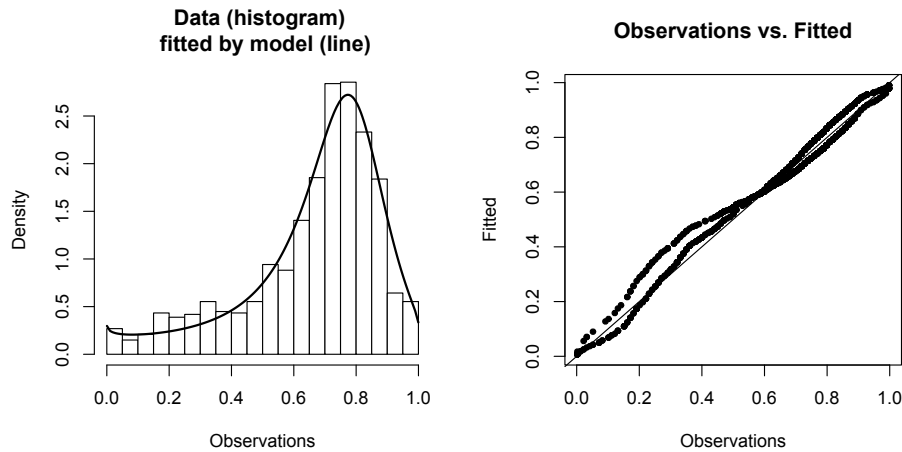 Data (histogram)
fitted by model (line)
Density
0.0 0.5 1.0 1.5 2.0 2.5
0.0 0.2 0.4 0.6 0.8 1.0
Observations
Observations vs. Fitted
Fitted
0.0 0.2 0.4 0.6 0.8 1.0
0.0 0.2 0.4 0.6 0.8 1.0
Observations